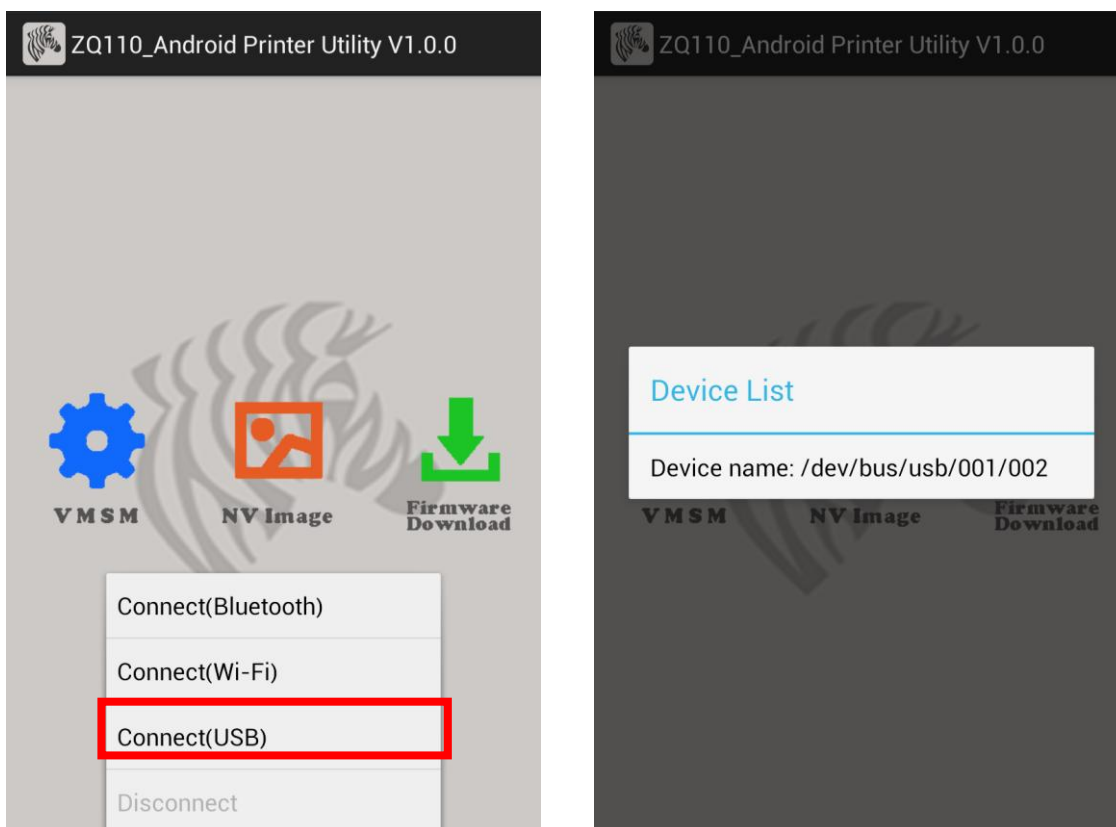 ZQ110_Android Printer Utility V1.0.0
VMSM
NV Image
Firmware
Download
Connect(Bluetooth)
Connect(Wi-Fi)
Connect(USB)
Disconnect
ZQ110_Android Printer Utility V1.0.0
Device List
Device name: /dev/bus/usb/001/002
VMSM
NV Image
Firmware
Download